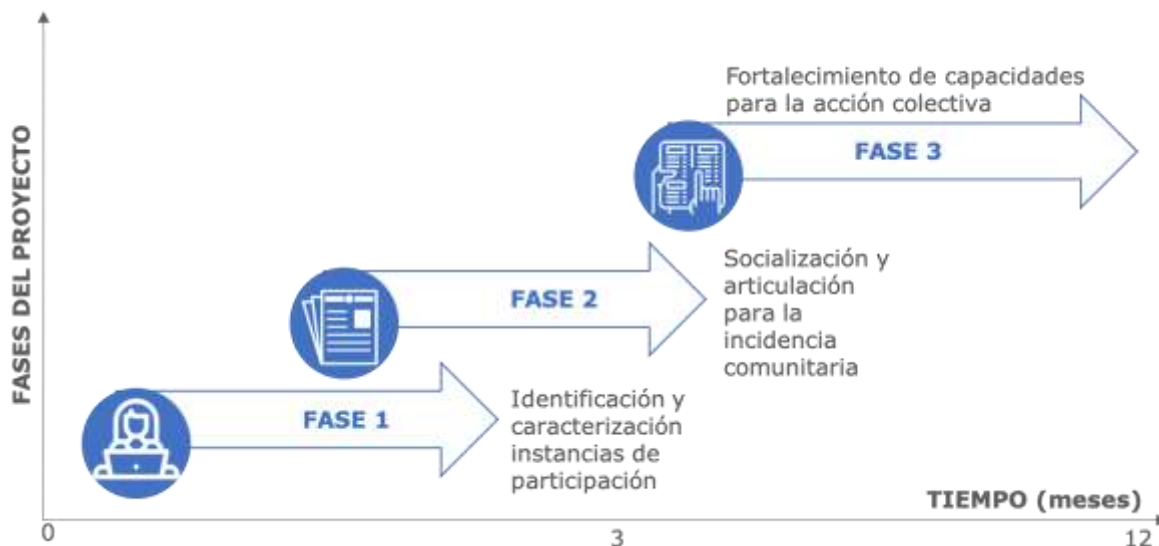 FASES DEL PROYECTO
Fortalecimiento de capacidades
para la acción colectiva
FASE 3
FASE 2
Socialización y
articulación
para la
incidencia
comunitaria
FASE 1
Identificación y
caracterización
instancias de
participación
TIEMPO (meses)
0
3
12